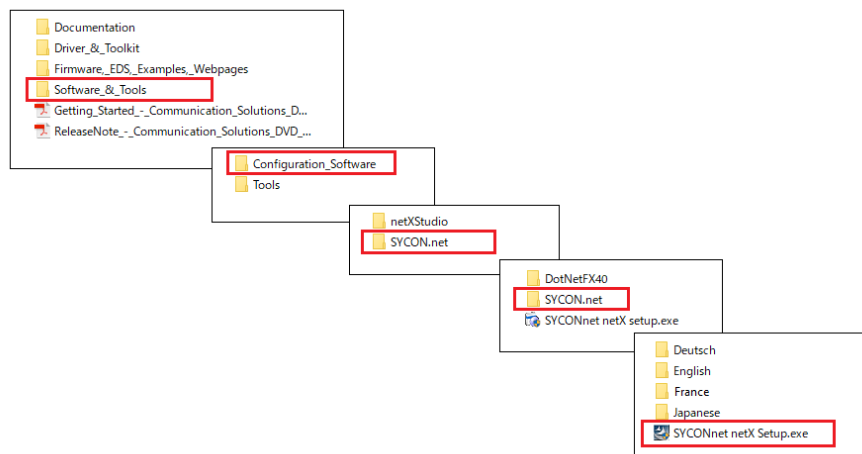 Documentation
Driver_&_Toolkit
Firmware,_EDS,_Examples,_Webpages
Software_&_Tools
Getting_Started_-_Communication_Solutions_D...
ReleaseNote_-_Communication_Solutions_DVD_...
Configuration_Software
Tools
netXStudio
SYCON.net
DotNetFX40
SYCON.net
SYCONnet netX setup.exe
Deutsch
English
France
Japanese
SYCONnet netX Setup.exe